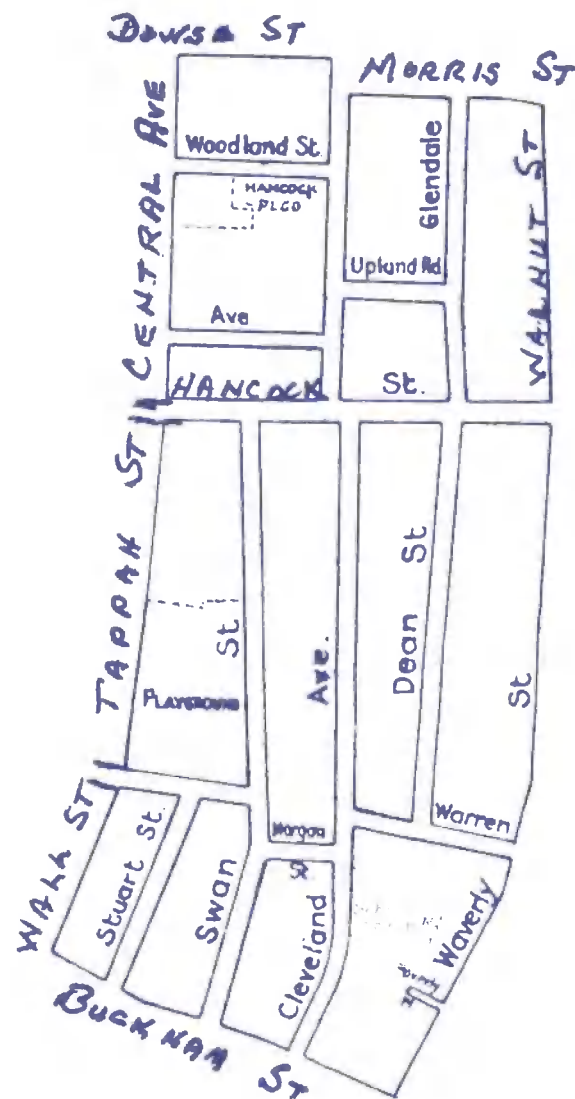 DOWSE ST
MORRIS ST
CENTRAL AVE
Woodland St.
HANCOCK
Glendale
WALNUT ST
Upland Rd.
Ave
HANCOCK
St.
TAPPAN ST
St
Ave.
Dean St
St
PLAYGROUND
Morgan
St.
Warren
WALL ST
Stuart St.
Swan
Cleveland
Waverly
BUCKNAM ST